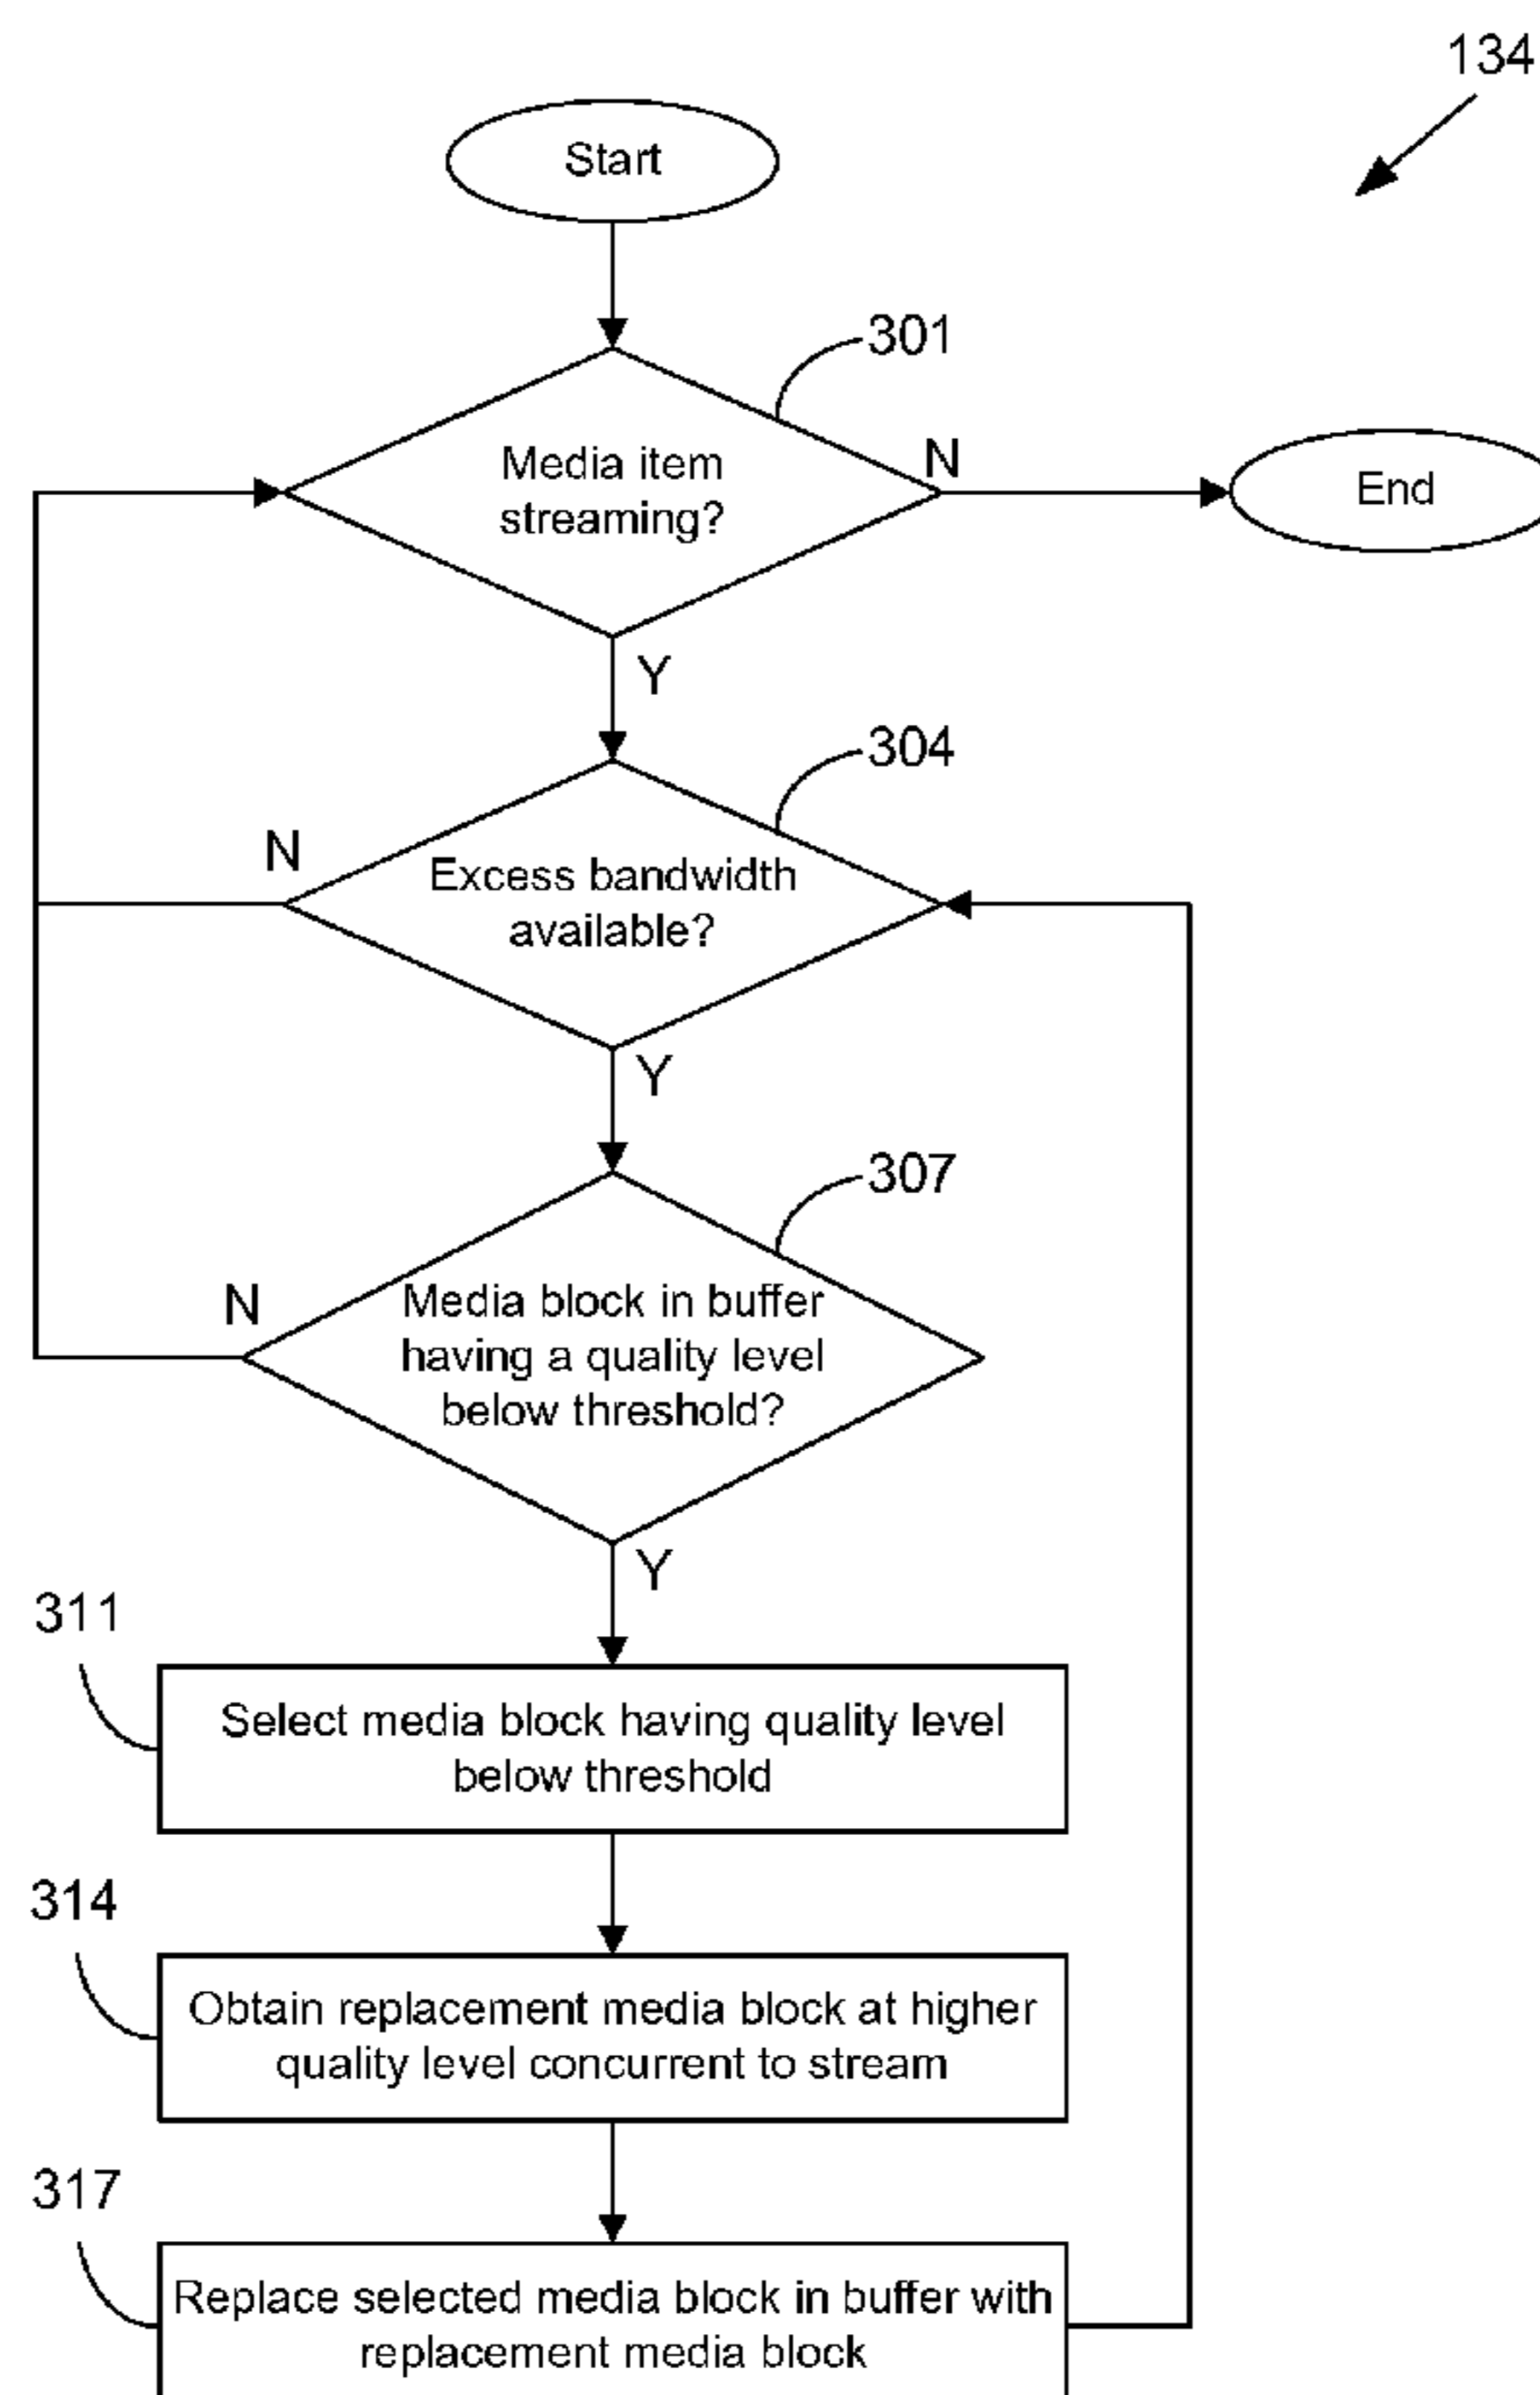 134
Start
301
Media item
streaming?
N
End
Y
304
N
Excess bandwidth
available?
Y
307
N
Media block in buffer
having a quality level
below threshold?
Y
311
Select media block having quality level
below threshold
314
Obtain replacement media block at higher
quality level concurrent to stream
317
Replace selected media block in buffer with
replacement media block